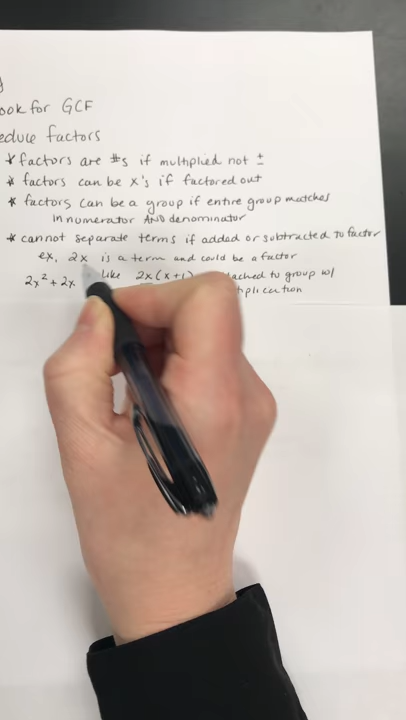 ook for GCF
educe factors
* factors are #s if multiplied not ±
* factors can be x's if factored out
* factors can be a group if entire group matches
in numerator AND denominator
* cannot separate terms if added or subtracted to factor
ex, 2x is a term and could be a factor
2x² + 2x like 2x(x+1) tached to group w/
tiplication